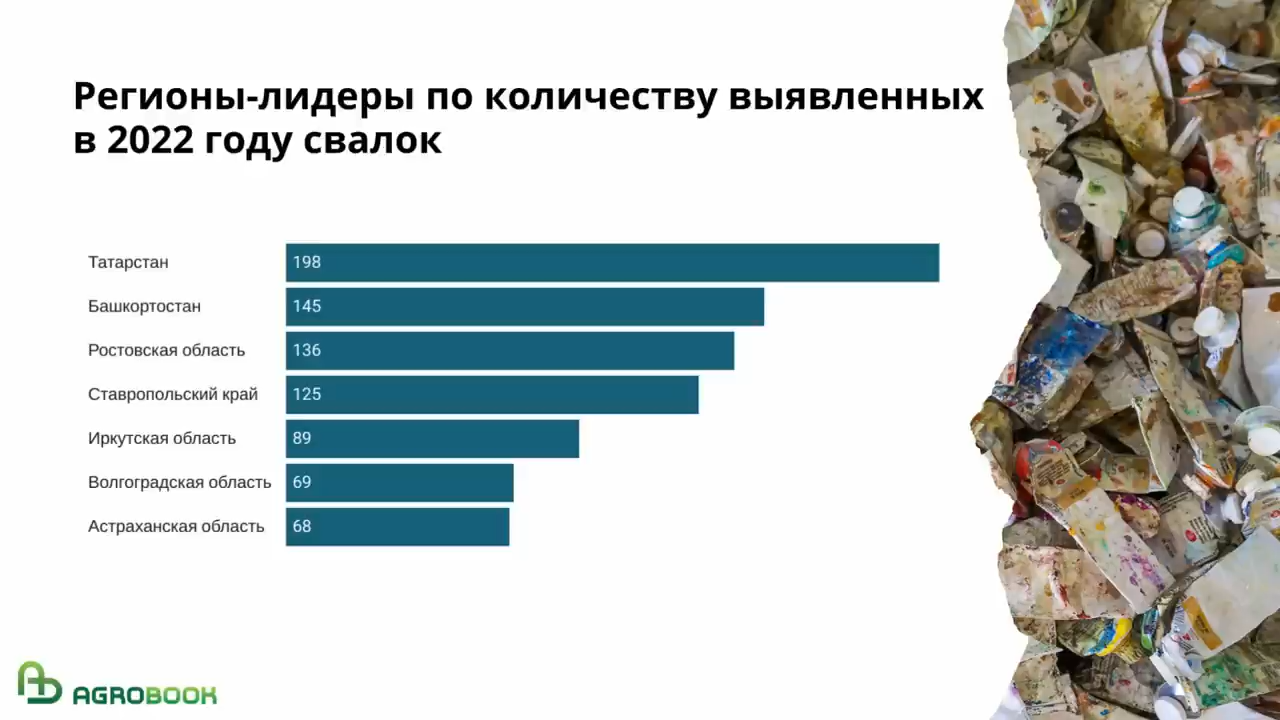 Регионы-лидеры по количеству выявленных
в 2022 году свалок
Татарстан 198
Башкортостан 145
Ростовская область 136
Ставропольский край 125
Иркутская область 89
Волгоградская область 69
Астраханская область 68
AGROBOOK